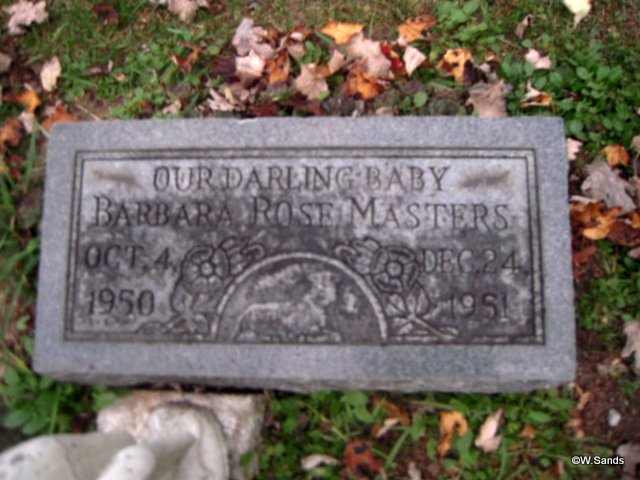 OUR DARLING BABY
BARBARA ROSE MASTERS
OCT. 4, DEC. 24,
1950 1951
©W.Sands